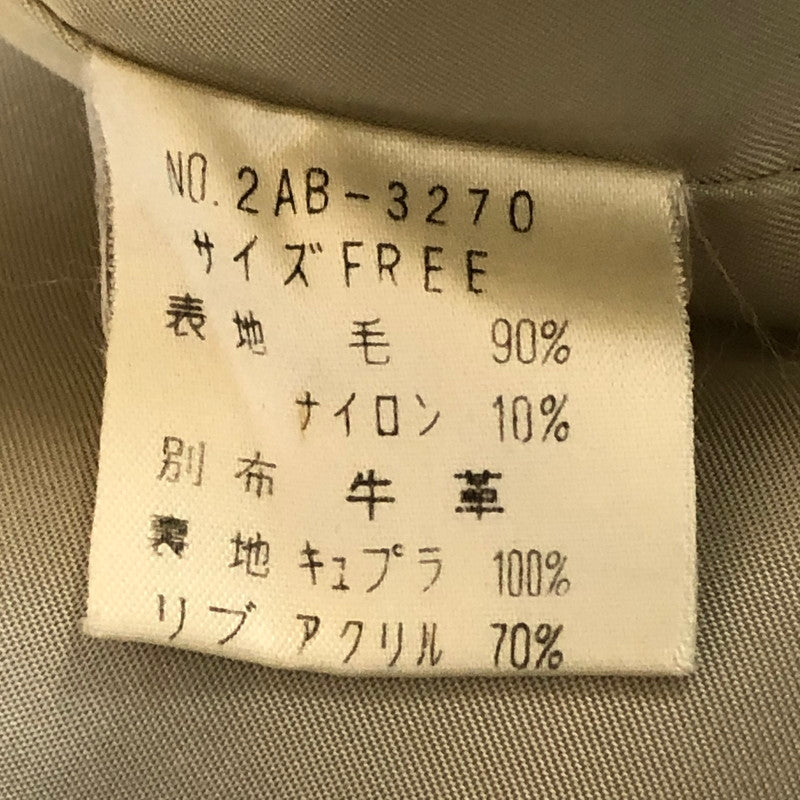 NO. 2AB-3270
サイズFREE
表地 毛 90%
ナイロン 10%
別布 牛革
裏地 キュプラ 100%
リブ アクリル 70%